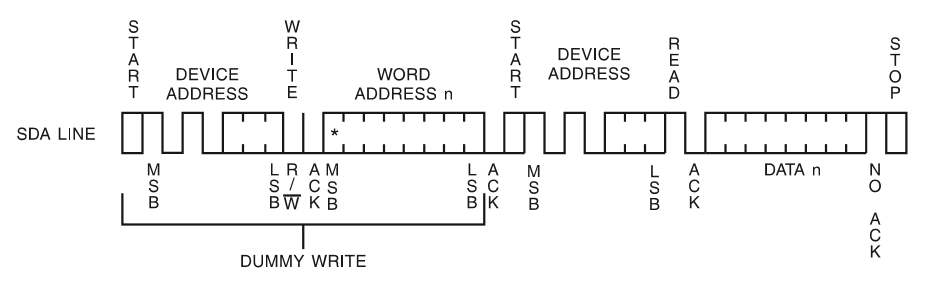 START
DEVICE
ADDRESS
WRITE
WORD
ADDRESS n
START
DEVICE
ADDRESS
READ
STOP
SDA LINE
*
MSB
LSB
R/W
ACK
MSB
LSB
ACK
MSB
LSB
ACK
DATA n
NO ACK
DUMMY WRITE